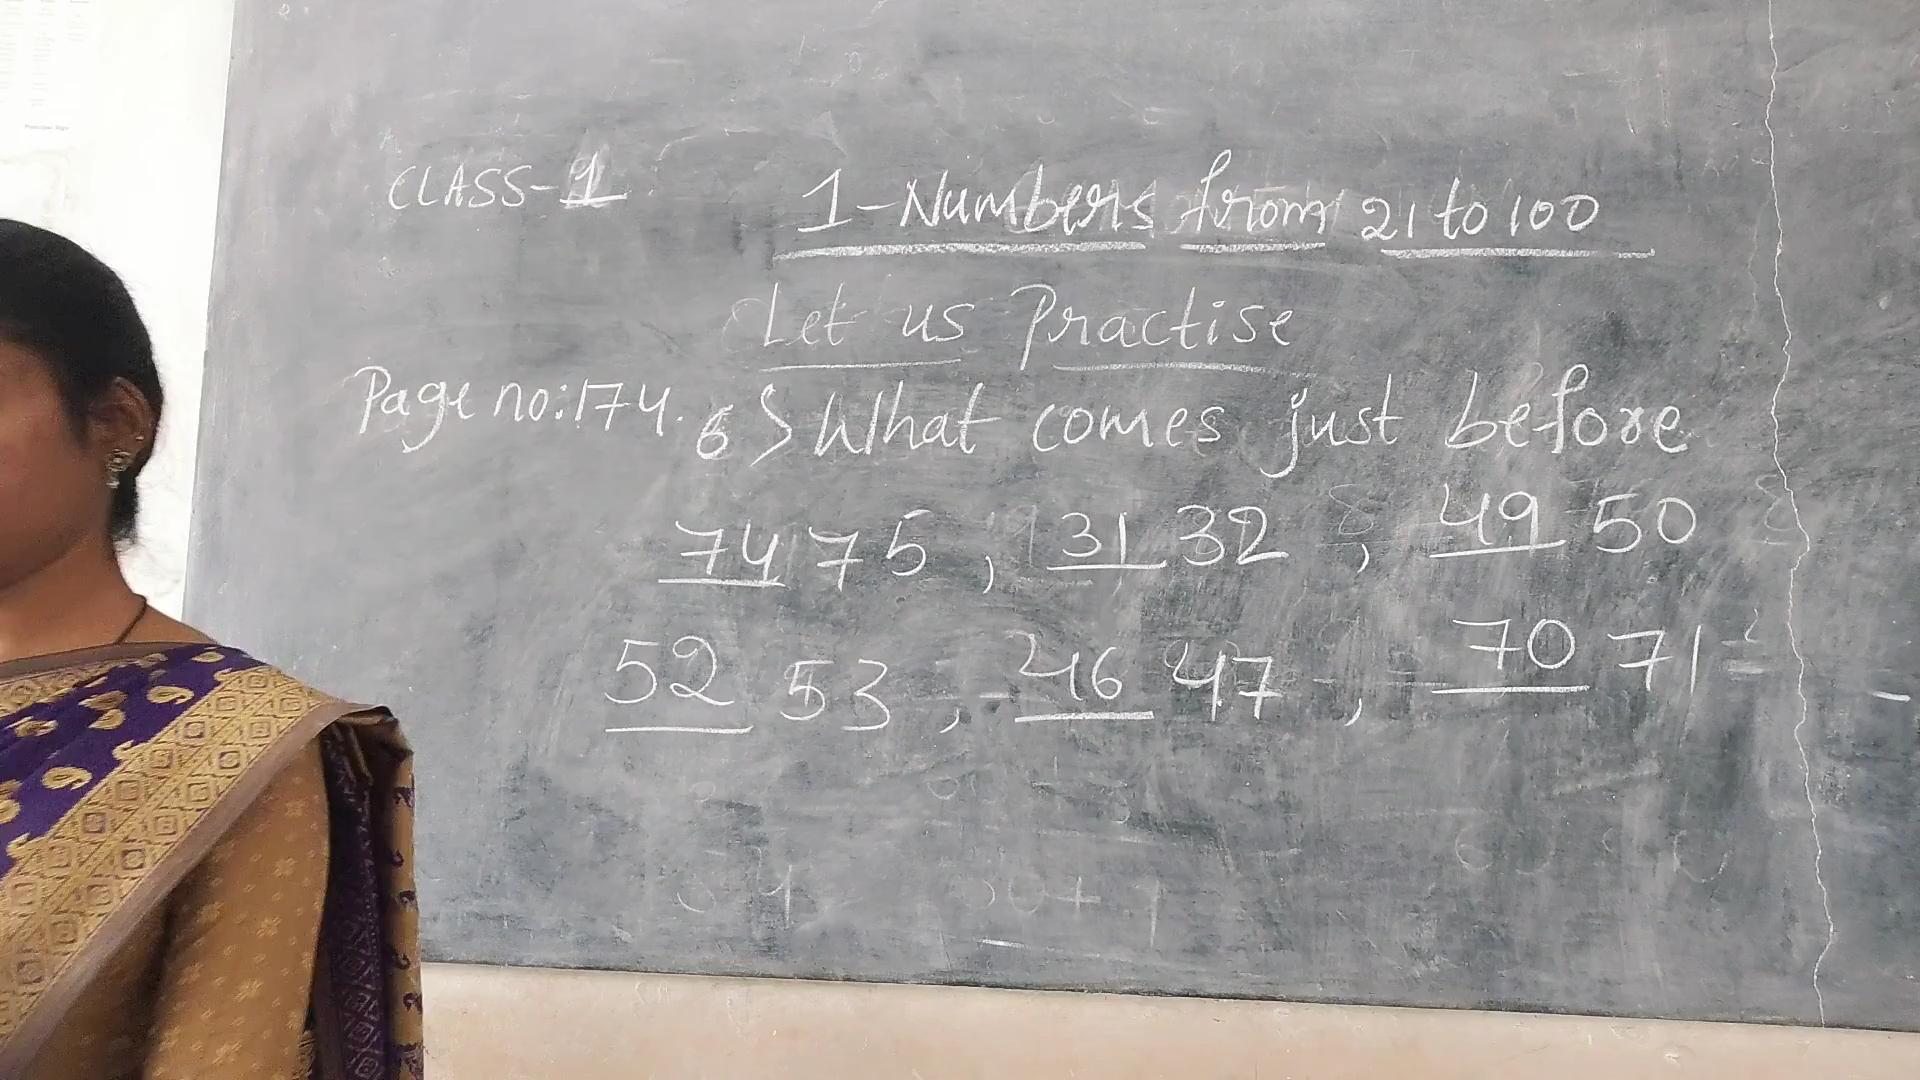 CLASS-1
1-Numbers from 21 to 100
Let us Practise
Page no:174. 6) What comes just before
74 75, 31 32, 49 50
52 53, 46 47, 70 71